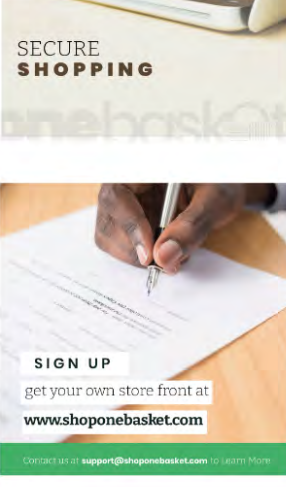 SECURE
SHOPPING
onebasket
SIGN UP
get your own store front at
www.shoponebasket.com
Contact us at support@shoponebasket.com to Learn More